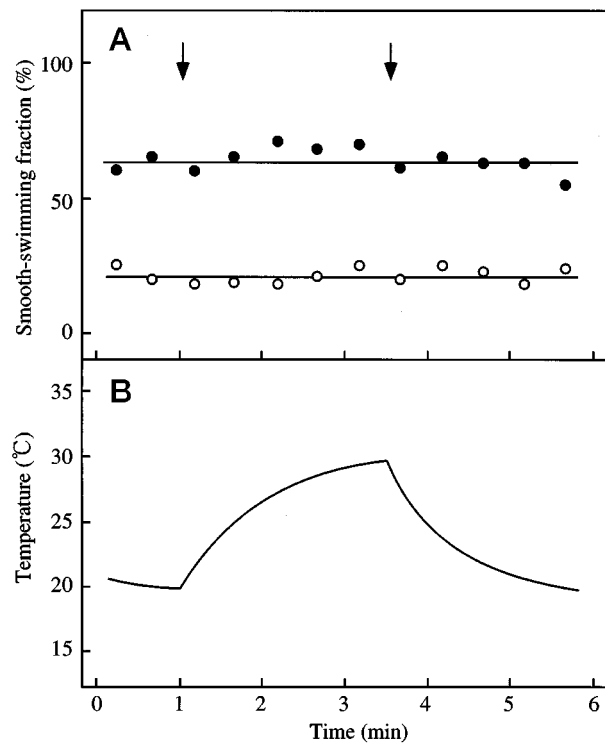 A
Smooth-swimming fraction (%)
100
50
0
B
Temperature (℃)
35
30
25
20
15
0 1 2 3 4 5 6
Time (min)